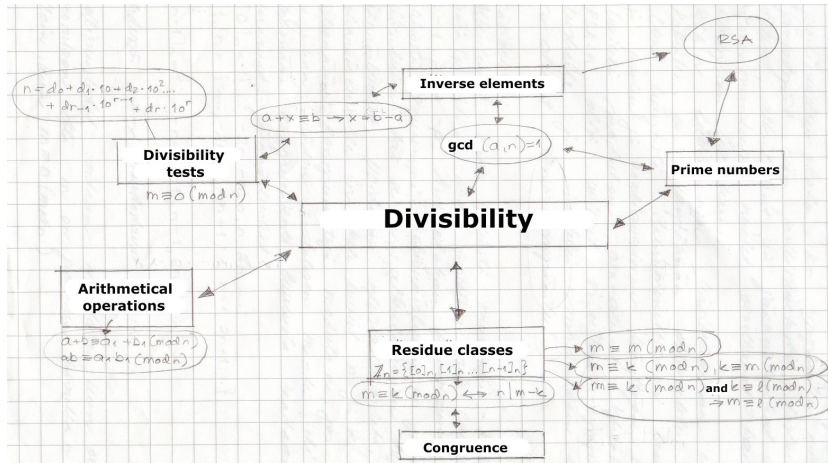 RSA
Inverse elements
n = d0 + d1·10 + d2·10²...
+ dr-1·10^r-1 + dr·10^r
a + x ≡ b → x = b - a
gcd (a,n)=1
Divisibility
tests
m ≡ 0 (mod n)
Prime numbers
Divisibility
Arithmetical
operations
a+b ≡ a1 + b1 (mod n)
ab ≡ a1 b1 (mod n)
Residue classes
ℤn = {[0]n, [1]n ... [n-1]n}
m ≡ k (mod n) ⟷ n | m-k
m ≡ m (mod n)
m ≡ k (mod n), k ≡ m (mod n)
m ≡ k (mod n) and k ≡ l (mod n)
⇒ m ≡ l (mod n)
Congruence